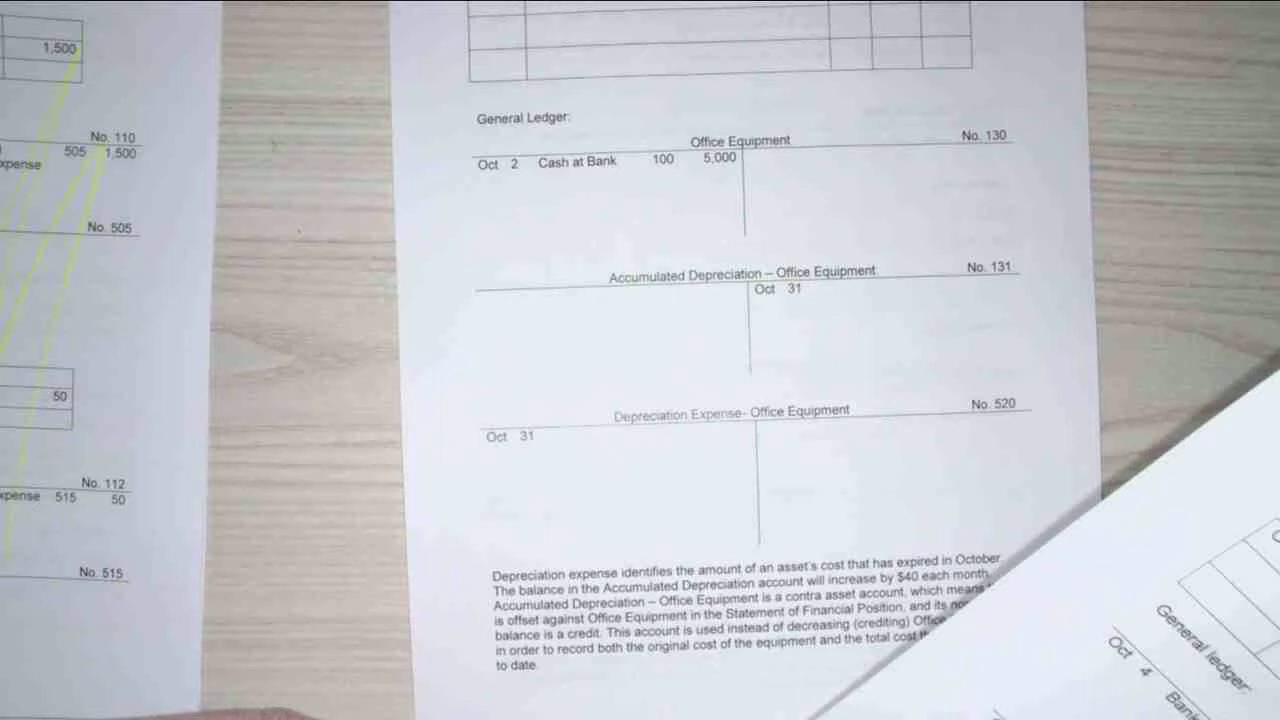 1,500
No. 110
505 1,500
xpense
No. 505
50
No. 112
xpense 515 50
No. 515
General Ledger:
Office Equipment No. 130
Oct 2 Cash at Bank 100 5,000
Accumulated Depreciation – Office Equipment No. 131
Oct 31
Depreciation Expense- Office Equipment No. 520
Oct 31
Depreciation expense identifies the amount of an asset's cost that has expired in October
The balance in the Accumulated Depreciation account will increase by $40 each month.
Accumulated Depreciation – Office Equipment is a contra asset account, which means
is offset against Office Equipment in the Statement of Financial Position, and its no
balance is a credit. This account is used instead of decreasing (crediting) Office
in order to record both the original cost of the equipment and the total cost
to date.
General ledger:
Oct 4 Bank